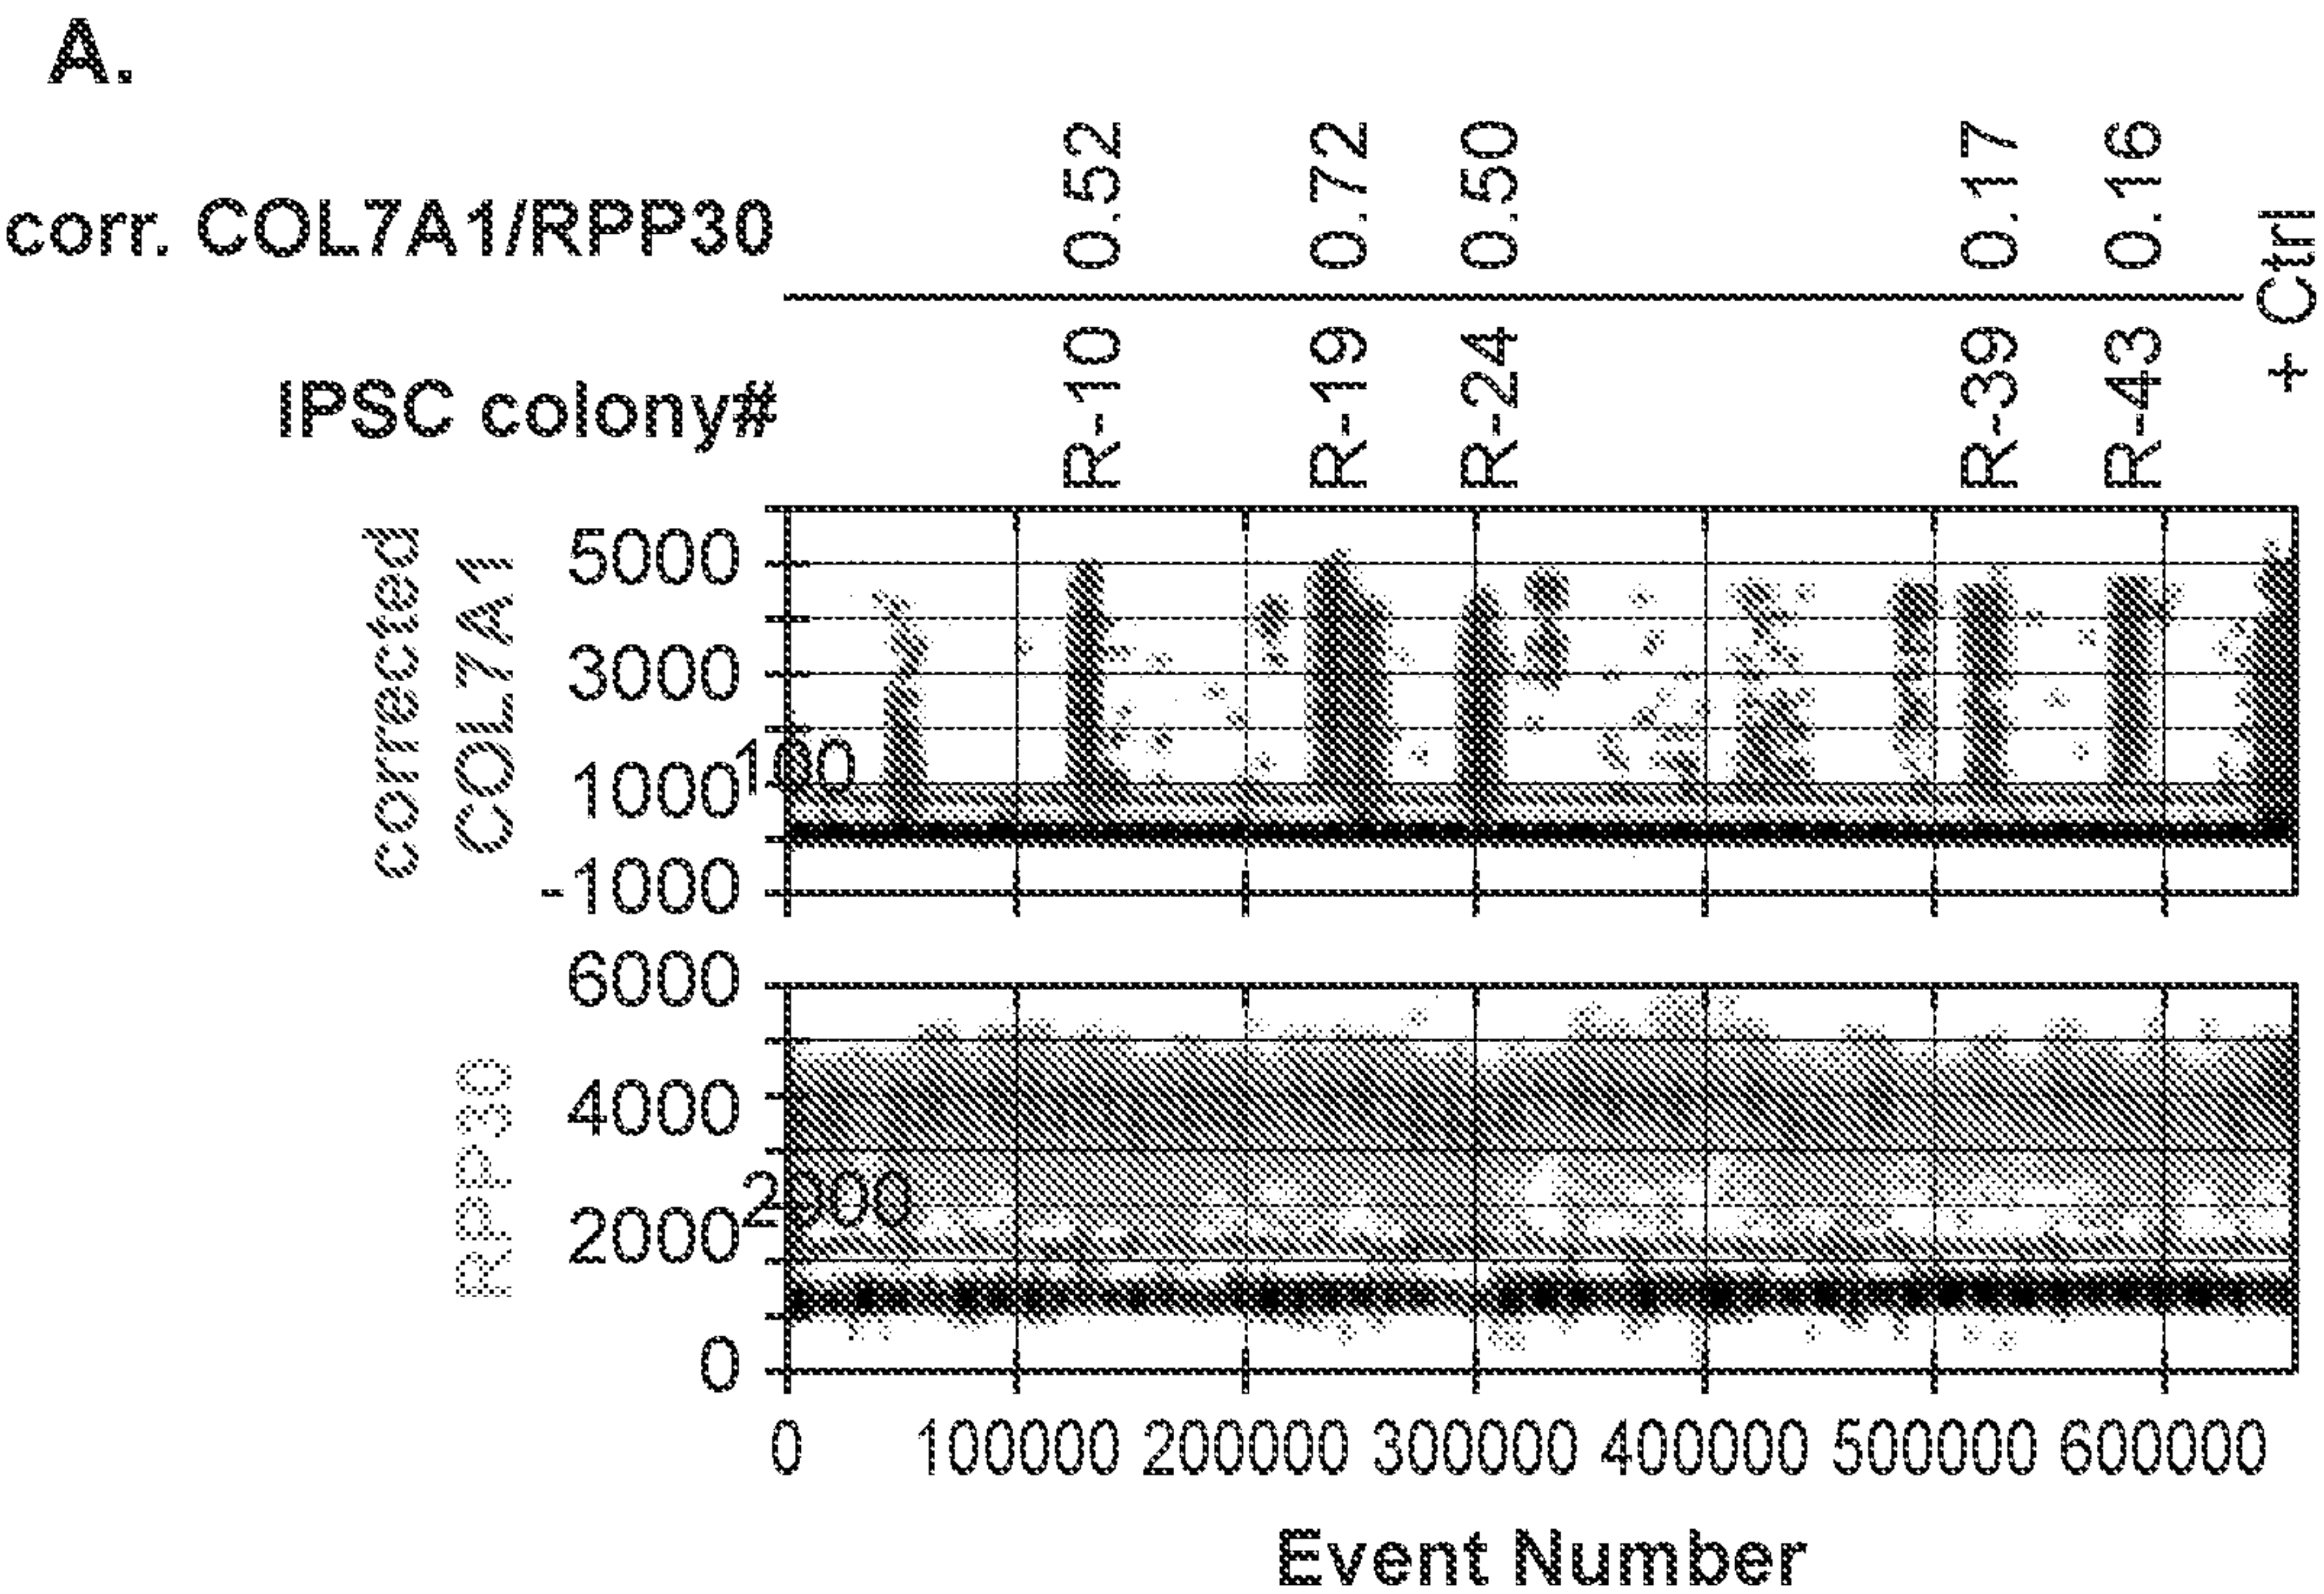 A.
corr. COL7A1/RPP30
0.52
0.72
0.50
0.17
0.16
+ Ctrl
IPSC colony#
R-10
R-19
R-24
R-39
R-43
corrected
COL7A1
5000
3000
1000
-1000
100
RPP30
6000
4000
2000
0
2900
0 100000 200000 300000 400000 500000 600000
Event Number